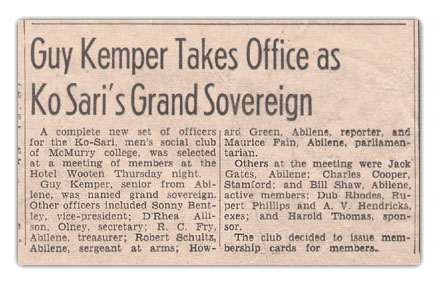 Guy Kemper Takes Office as
Ko Sari's Grand Sovereign
A complete new set of officers
for the Ko-Sari, men's social club
of McMurry college, was selected
at a meeting of members at the
Hotel Wooten Thursday night.
Guy Kemper, senior from Abi-
lene, was named grand sovereign.
Other officers included Sonny Bent-
ley, vice-president; D'Rhea Alli-
son, Olney, secretary; R. C. Fry,
Abilene, treasurer; Robert Schultz,
Abilene, sergeant at arms; How-
ard Green, Abilene, reporter, and
Maurice Fain, Abilene, parliamen-
tarian.
Others at the meeting were Jack
Gates, Abilene; Charles Cooper,
Stamford; and Bill Shaw, Abilene,
active members; Dub Rhodes, Ru-
pert Phillips and A. V. Hendricks,
exes; and Harold Thomas, spon-
sor.
The club decided to issue mem-
bership cards for members.